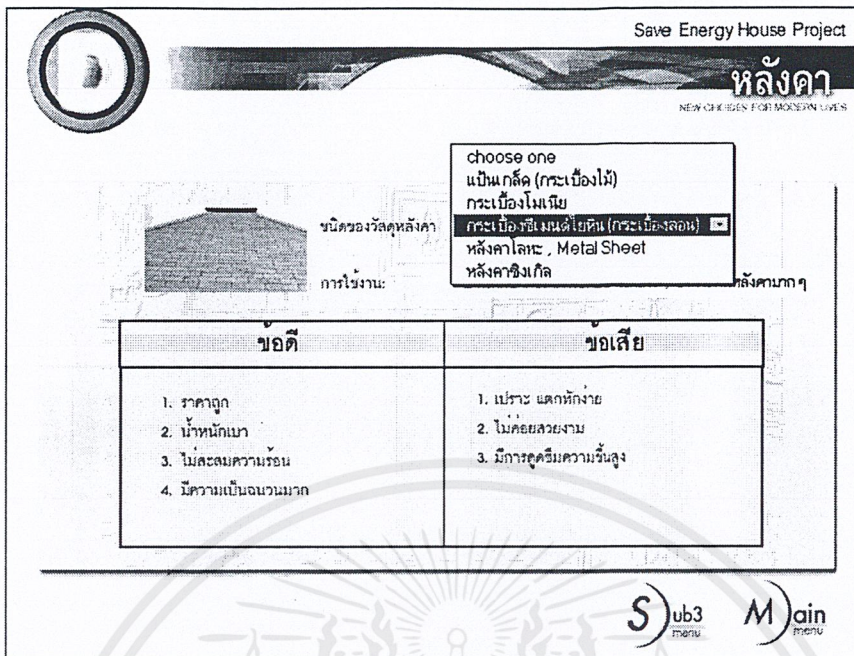 Save Energy House Project
หลังคา
NEW CHOICES FOR MODERN LIVES
choose one
แป้นเกล็ด (กระเบื้องไม้)
กระเบื้องโมเนีย
ชนิดของวัสดุหลังคา
กระเบื้องซีเมนต์ใยหิน (กระเบื้องลอน)
หลังคาโลหะ , Metal Sheet
หลังคาซิงเกิล
การใช้งาน:
หลังคามาก ๆ
ข้อดี
ข้อเสีย
1. ราคาถูก
2. น้ำหนักเบา
3. ไม่สะสมความร้อน
4. มีความเป็นฉนวนมาก
1. เปราะ แตกหักง่าย
2. ไม่ค่อยสวยงาม
3. มีการดูดซึมความชื้นสูง
Sub3 menu
Main menu